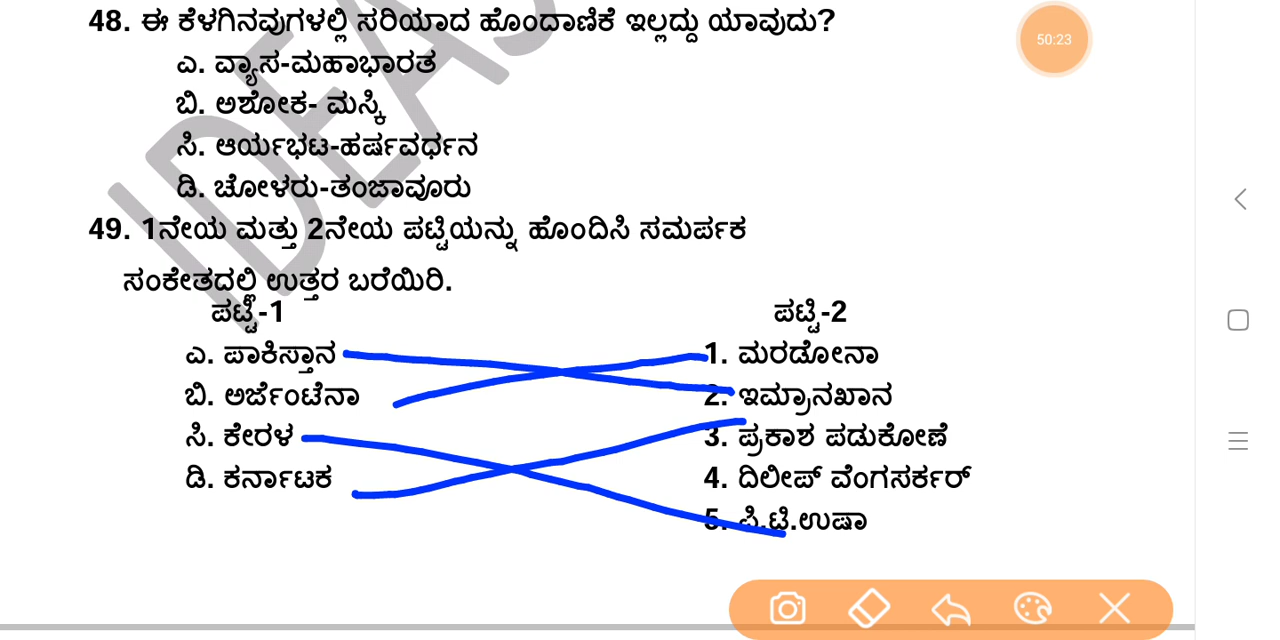 48. ಈ ಕೆಳಗಿನವುಗಳಲ್ಲಿ ಸರಿಯಾದ ಹೊಂದಾಣಿಕೆ ಇಲ್ಲದ್ದು ಯಾವುದು?
50:23
ಎ. ವ್ಯಾಸ-ಮಹಾಭಾರತ
ಬಿ. ಅಶೋಕ- ಮಸ್ಕಿ
ಸಿ. ಆರ್ಯಭಟ-ಹರ್ಷವರ್ಧನ
ಡಿ. ಚೋಳರು-ತಂಜಾವೂರು
49. 1ನೇಯ ಮತ್ತು 2ನೇಯ ಪಟ್ಟಿಯನ್ನು ಹೊಂದಿಸಿ ಸಮರ್ಪಕ
ಸಂಕೇತದಲ್ಲಿ ಉತ್ತರ ಬರೆಯಿರಿ.
ಪಟ್ಟಿ-1 ಪಟ್ಟಿ-2
ಎ. ಪಾಕಿಸ್ತಾನ 1. ಮರಡೋನಾ
ಬಿ. ಅರ್ಜೆಂಟೆನಾ 2. ಇಮ್ರಾನಖಾನ
ಸಿ. ಕೇರಳ 3. ಪ್ರಕಾಶ ಪಡುಕೋಣೆ
ಡಿ. ಕರ್ನಾಟಕ 4. ದಿಲೀಪ್ ವೆಂಗಸರ್ಕರ್
5. ಪಿ.ಟಿ.ಉಷಾ